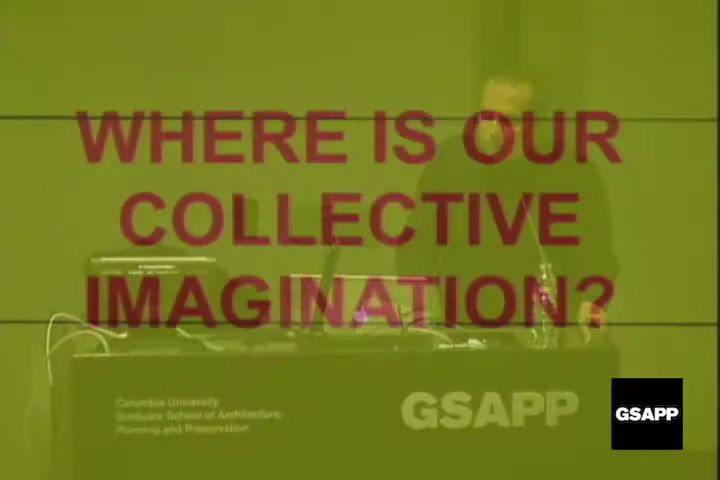 WHERE IS OUR
COLLECTIVE
IMAGINATION?
Columbia University
Graduate School of Architecture,
Planning and Preservation
GSAPP
GSAPP